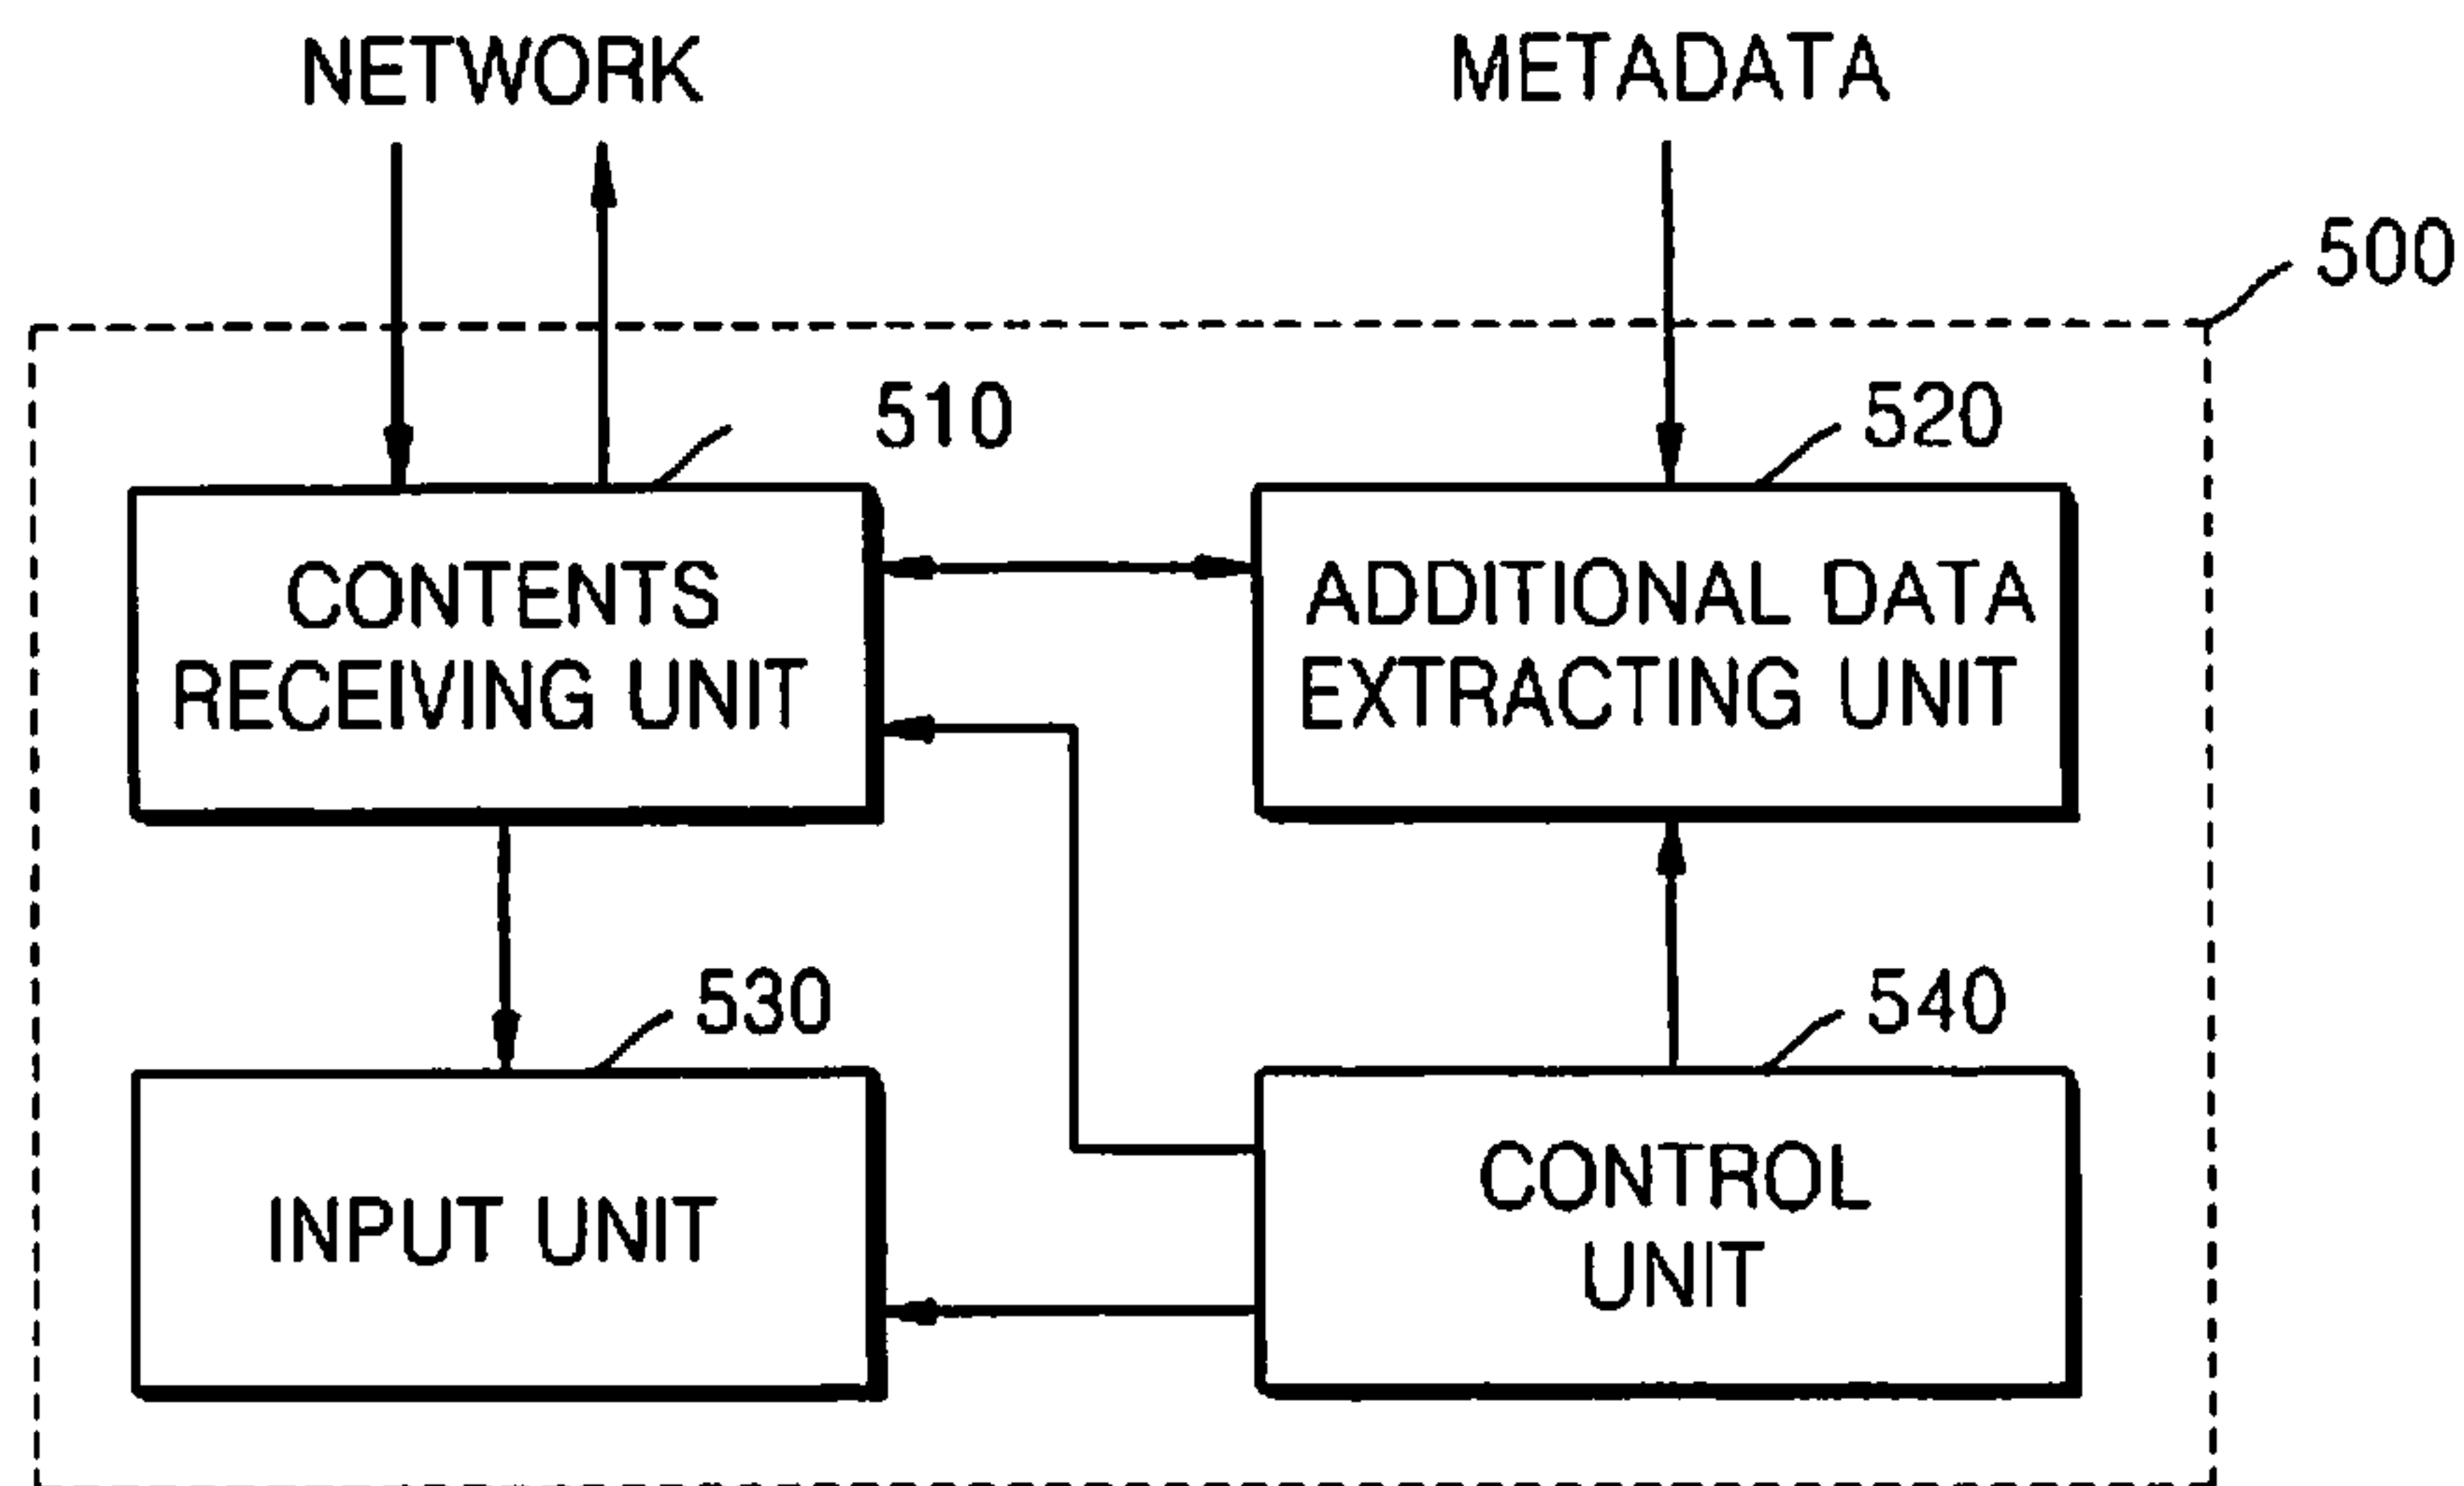 NETWORK
METADATA
500
510
520
CONTENTS
RECEIVING UNIT
ADDITIONAL DATA
EXTRACTING UNIT
530
540
INPUT UNIT
CONTROL
UNIT